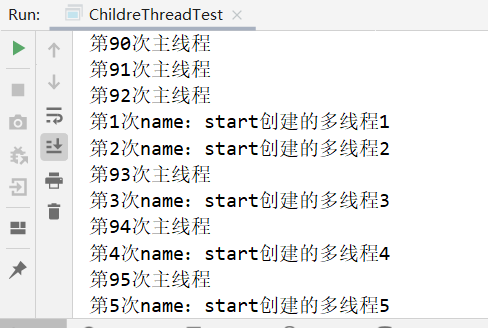 Run: ChildreThreadTest
第90次主线程
第91次主线程
第92次主线程
第1次name：start创建的多线程1
第2次name：start创建的多线程2
第93次主线程
第3次name：start创建的多线程3
第94次主线程
第4次name：start创建的多线程4
第95次主线程
第5次name：start创建的多线程5